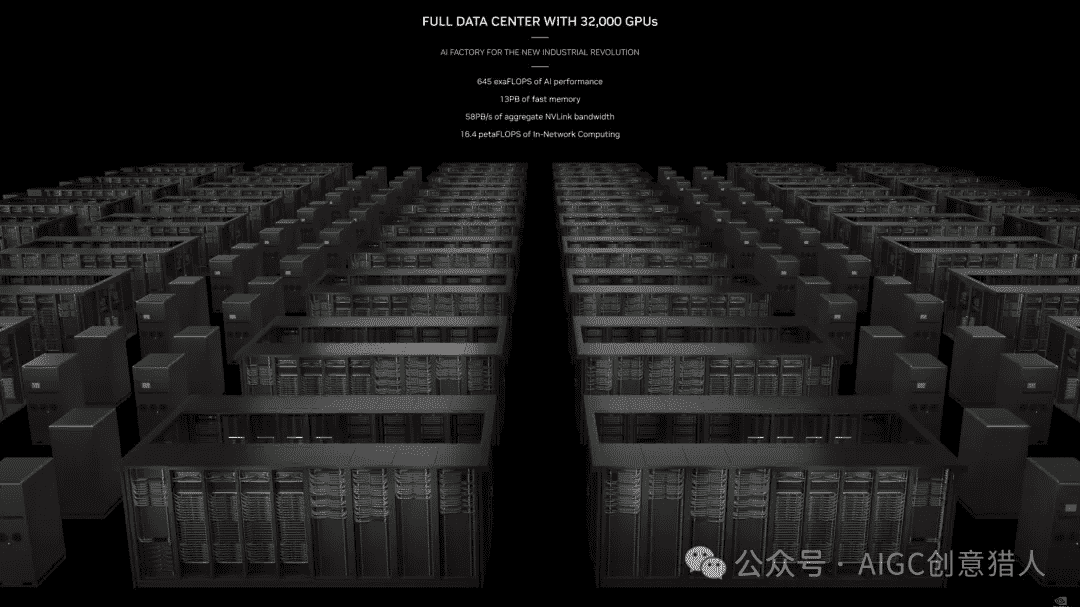 FULL DATA CENTER WITH 32,000 GPUs
AI FACTORY FOR THE NEW INDUSTRIAL REVOLUTION
645 exaFLOPS of AI performance
13PB of fast memory
58PB/s of aggregate NVLink bandwidth
16.4 petaFLOPS of In-Network Computing
公众号 · AIGC创意猎人